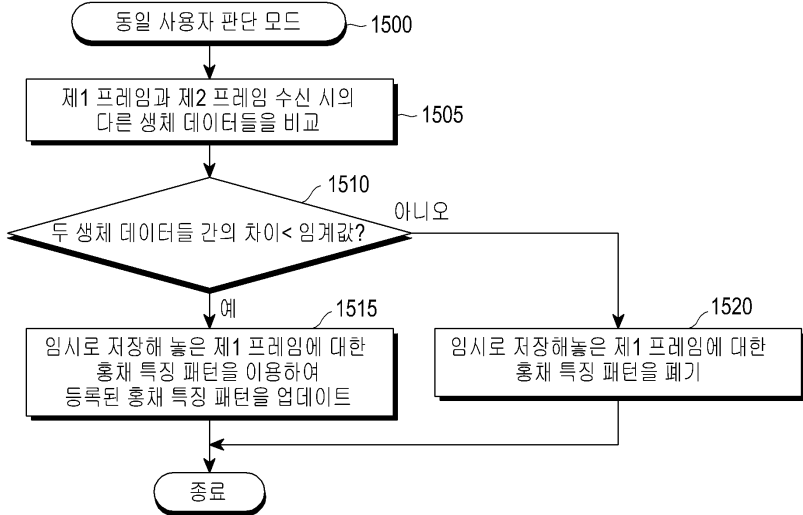 동일 사용자 판단 모드
1500
제1 프레임과 제2 프레임 수신 시의
다른 생체 데이터들을 비교
1505
1510
두 생체 데이터들 간의 차이< 임계값?
아니오
예
1515
임시로 저장해 놓은 제1 프레임에 대한
홍채 특징 패턴을 이용하여
등록된 홍채 특징 패턴을 업데이트
1520
임시로 저장해놓은 제1 프레임에 대한
홍채 특징 패턴을 폐기
종료